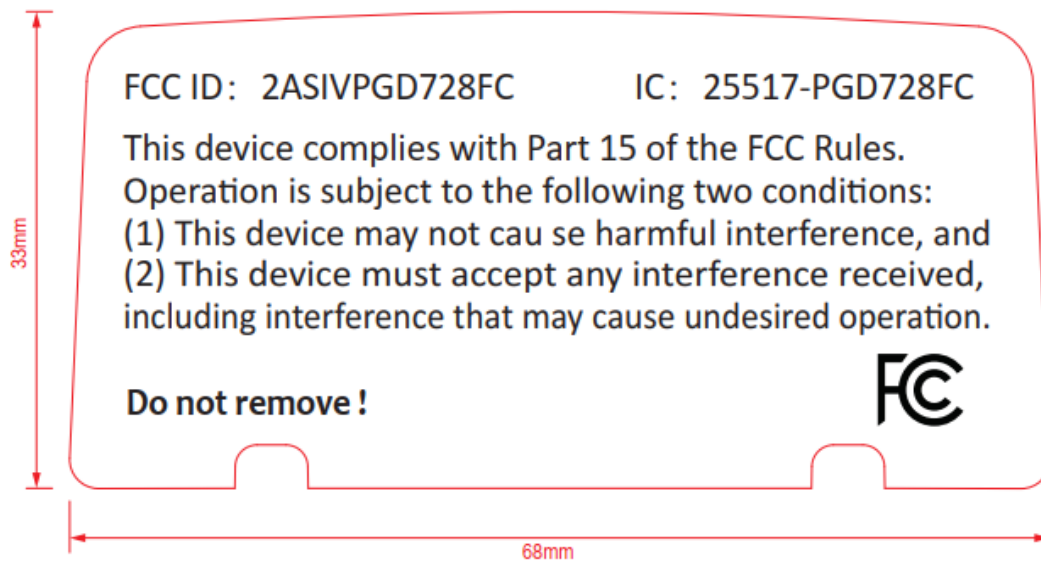 FCC ID: 2ASIVPGD728FC IC: 25517-PGD728FC
This device complies with Part 15 of the FCC Rules.
Operation is subject to the following two conditions:
(1) This device may not cau se harmful interference, and
(2) This device must accept any interference received,
including interference that may cause undesired operation.
Do not remove !
FC
33mm
68mm